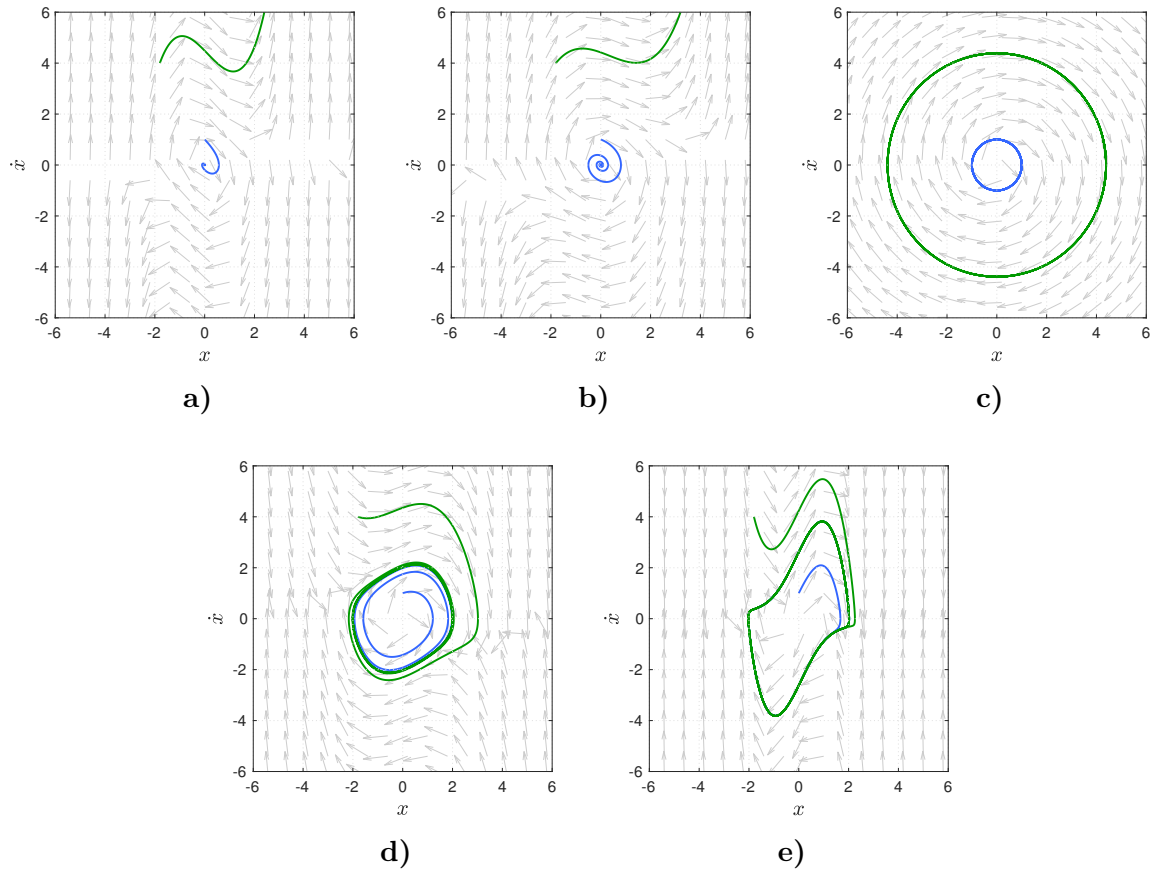 6 6 6
4 4 4
2 2 2
ẋ 0 ẋ 0 ẋ 0
-2 -2 -2
-4 -4 -4
-6 -6 -6
-6 -4 -2 0 2 4 6 -6 -4 -2 0 2 4 6 -6 -4 -2 0 2 4 6
x x x
a) b) c)
6 6
4 4
2 2
ẋ 0 ẋ 0
-2 -2
-4 -4
-6 -6
-6 -4 -2 0 2 4 6 -6 -4 -2 0 2 4 6
x x
d) e)